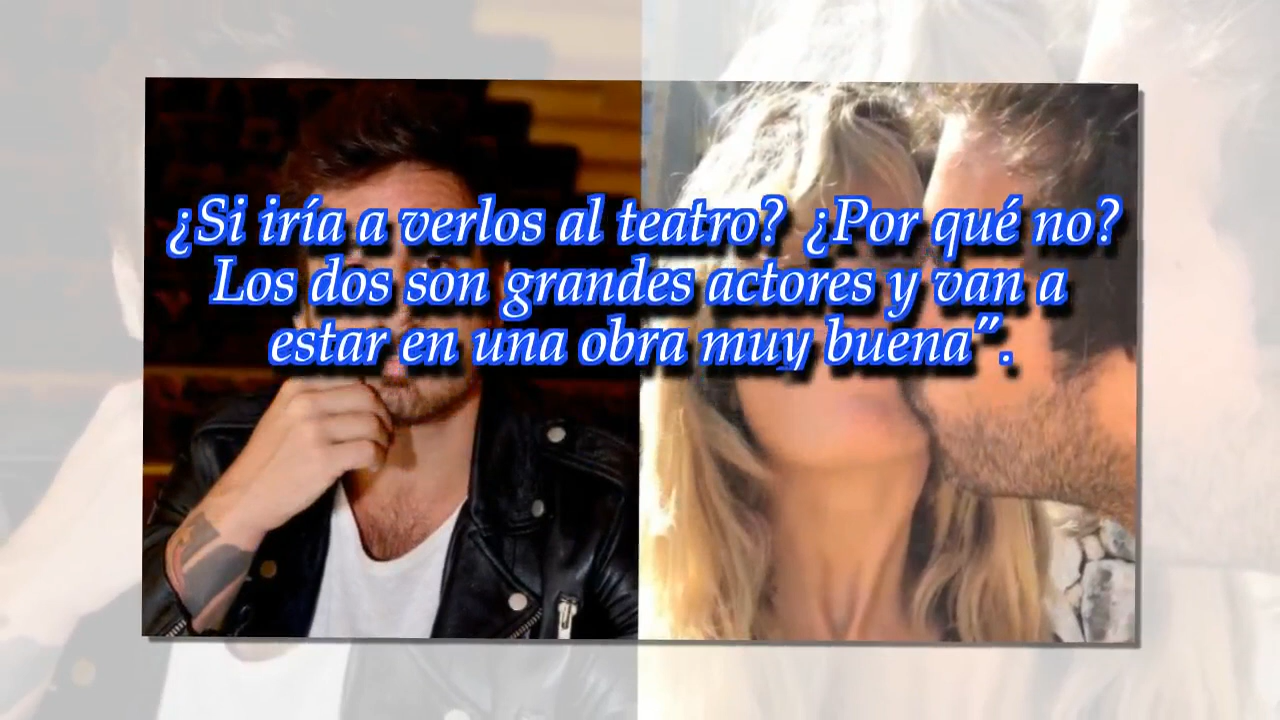 ¿Si iría a verlos al teatro? ¿Por qué no?
Los dos son grandes actores y van a
estar en una obra muy buena”.